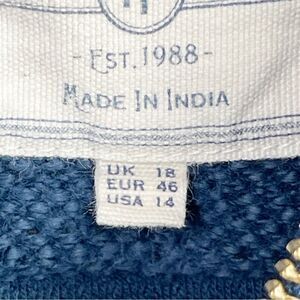 - EST. 1988 -
MADE IN INDIA
UK 18
EUR 46
USA 14